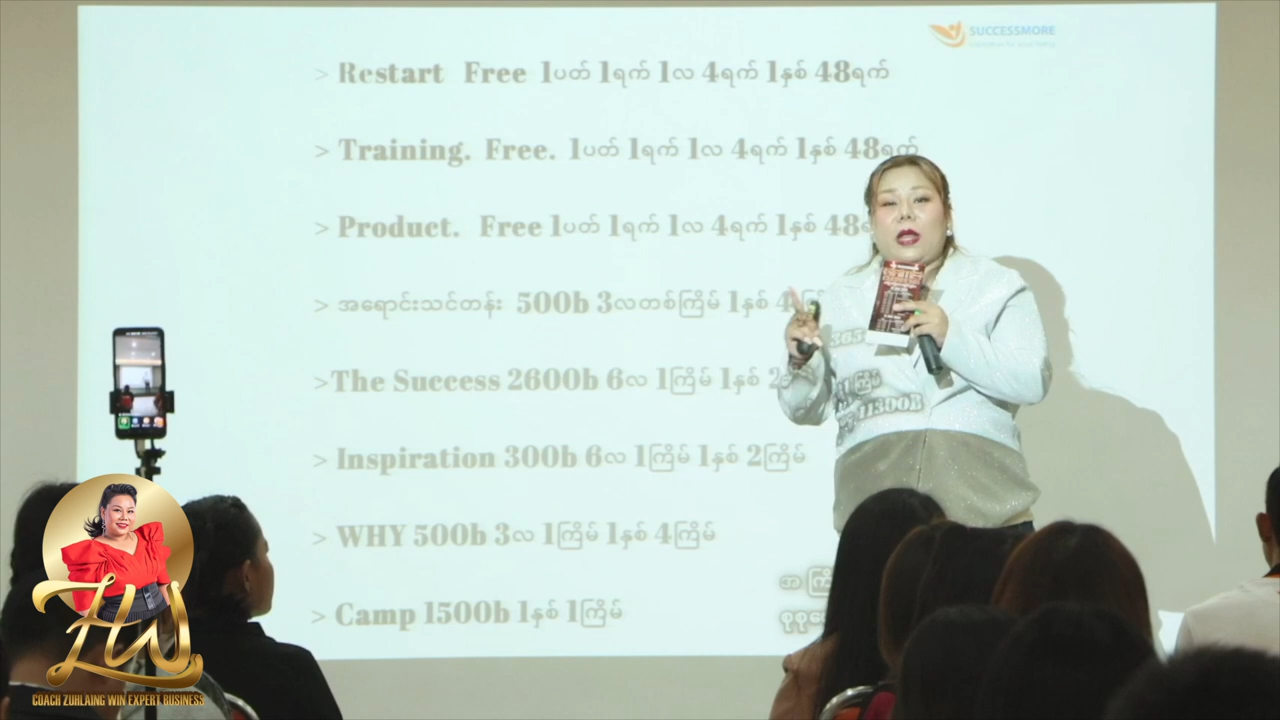 SUCCESSMORE
> Restart Free 1ပတ် 1ရက် 1လ 4ရက် 1နှစ် 48ရက်
> Training. Free. 1ပတ် 1ရက် 1လ 4ရက် 1နှစ် 48ရက်
> Product. Free 1ပတ် 1ရက် 1လ 4ရက် 1နှစ် 48
> အရောင်းသင်တန်း 500b 3လတစ်ကြိမ် 1နှစ် 4
>The Success 2600b 6လ 1ကြိမ် 1နှစ် 2
> Inspiration 300b 6လ 1ကြိမ် 1နှစ် 2ကြိမ်
> WHY 500b 3လ 1ကြိမ် 1နှစ် 4ကြိမ်
> Camp 1500b 1နှစ် 1ကြိမ်
365
ကြိမ်
11300B
ZW
COACH ZUHLAING WIN EXPERT BUSINESS